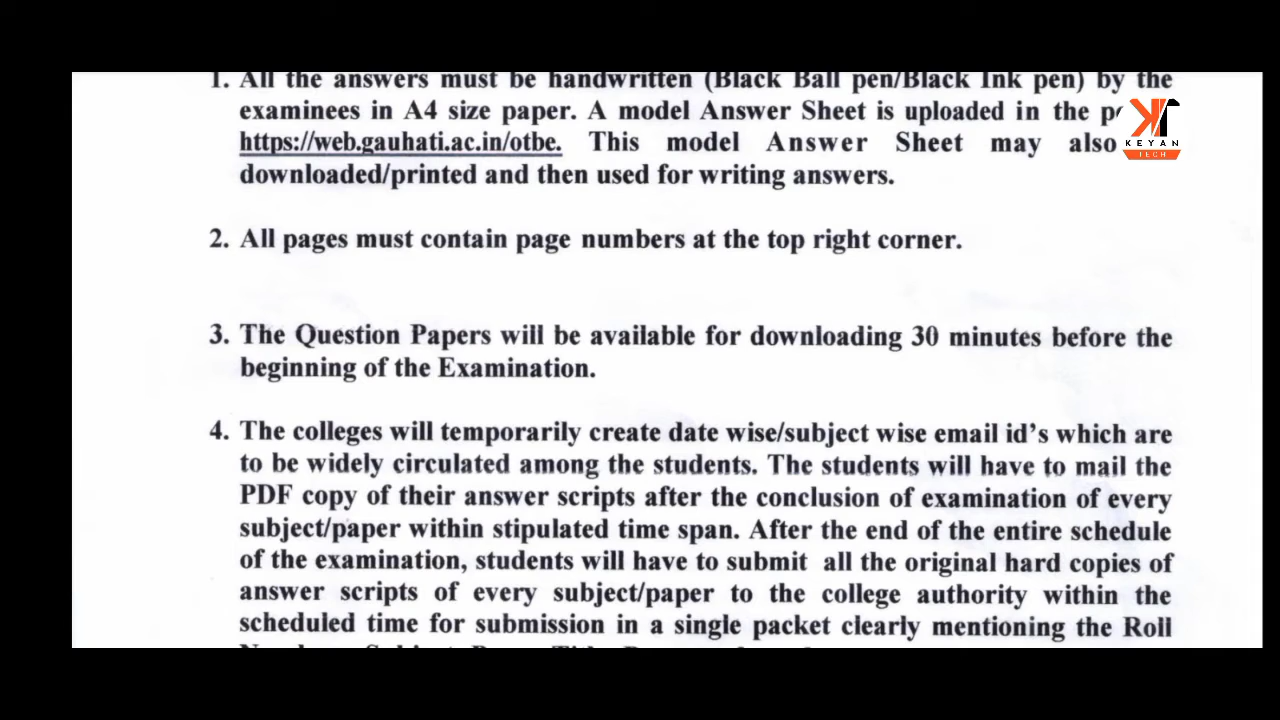 1. All the answers must be handwritten (Black Ball pen/Black Ink pen) by the
examinees in A4 size paper. A model Answer Sheet is uploaded in the
https://web.gauhati.ac.in/otbe. This model Answer Sheet may also
downloaded/printed and then used for writing answers.
2. All pages must contain page numbers at the top right corner.
3. The Question Papers will be available for downloading 30 minutes before the
beginning of the Examination.
4. The colleges will temporarily create date wise/subject wise email id's which are
to be widely circulated among the students. The students will have to mail the
PDF copy of their answer scripts after the conclusion of examination of every
subject/paper within stipulated time span. After the end of the entire schedule
of the examination, students will have to submit all the original hard copies of
answer scripts of every subject/paper to the college authority within the
scheduled time for submission in a single packet clearly mentioning the Roll
KEYAN
TECH